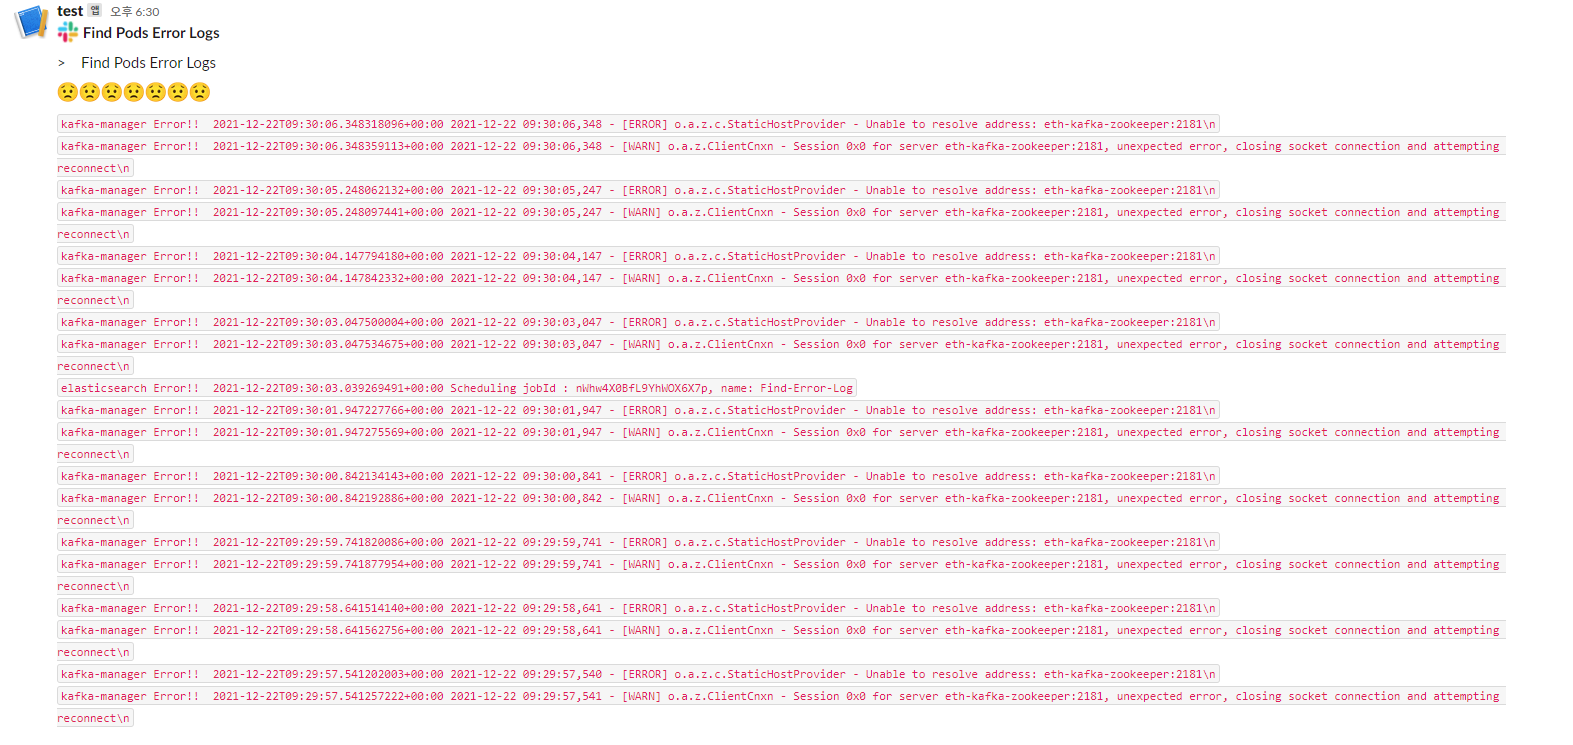 test 앱 오후 6:30
Find Pods Error Logs
> Find Pods Error Logs
kafka-manager Error!! 2021-12-22T09:30:06.348318096+00:00 2021-12-22 09:30:06,348 - [ERROR] o.a.z.c.StaticHostProvider - Unable to resolve address: eth-kafka-zookeeper:2181\n
kafka-manager Error!! 2021-12-22T09:30:06.348359113+00:00 2021-12-22 09:30:06,348 - [WARN] o.a.z.ClientCnxn - Session 0x0 for server eth-kafka-zookeeper:2181, unexpected error, closing socket connection and attempting
reconnect\n
kafka-manager Error!! 2021-12-22T09:30:05.248062132+00:00 2021-12-22 09:30:05,247 - [ERROR] o.a.z.c.StaticHostProvider - Unable to resolve address: eth-kafka-zookeeper:2181\n
kafka-manager Error!! 2021-12-22T09:30:05.248097441+00:00 2021-12-22 09:30:05,247 - [WARN] o.a.z.ClientCnxn - Session 0x0 for server eth-kafka-zookeeper:2181, unexpected error, closing socket connection and attempting
reconnect\n
kafka-manager Error!! 2021-12-22T09:30:04.147794180+00:00 2021-12-22 09:30:04,147 - [ERROR] o.a.z.c.StaticHostProvider - Unable to resolve address: eth-kafka-zookeeper:2181\n
kafka-manager Error!! 2021-12-22T09:30:04.147842332+00:00 2021-12-22 09:30:04,147 - [WARN] o.a.z.ClientCnxn - Session 0x0 for server eth-kafka-zookeeper:2181, unexpected error, closing socket connection and attempting
reconnect\n
kafka-manager Error!! 2021-12-22T09:30:03.047500004+00:00 2021-12-22 09:30:03,047 - [ERROR] o.a.z.c.StaticHostProvider - Unable to resolve address: eth-kafka-zookeeper:2181\n
kafka-manager Error!! 2021-12-22T09:30:03.047534675+00:00 2021-12-22 09:30:03,047 - [WARN] o.a.z.ClientCnxn - Session 0x0 for server eth-kafka-zookeeper:2181, unexpected error, closing socket connection and attempting
reconnect\n
elasticsearch Error!! 2021-12-22T09:30:03.039269491+00:00 Scheduling jobId : nWhw4X0BfL9YhWOX6X7p, name: Find-Error-Log
kafka-manager Error!! 2021-12-22T09:30:01.947227766+00:00 2021-12-22 09:30:01,947 - [ERROR] o.a.z.c.StaticHostProvider - Unable to resolve address: eth-kafka-zookeeper:2181\n
kafka-manager Error!! 2021-12-22T09:30:01.947275569+00:00 2021-12-22 09:30:01,947 - [WARN] o.a.z.ClientCnxn - Session 0x0 for server eth-kafka-zookeeper:2181, unexpected error, closing socket connection and attempting
reconnect\n
kafka-manager Error!! 2021-12-22T09:30:00.842134143+00:00 2021-12-22 09:30:00,841 - [ERROR] o.a.z.c.StaticHostProvider - Unable to resolve address: eth-kafka-zookeeper:2181\n
kafka-manager Error!! 2021-12-22T09:30:00.842192886+00:00 2021-12-22 09:30:00,842 - [WARN] o.a.z.ClientCnxn - Session 0x0 for server eth-kafka-zookeeper:2181, unexpected error, closing socket connection and attempting
reconnect\n
kafka-manager Error!! 2021-12-22T09:29:59.741820086+00:00 2021-12-22 09:29:59,741 - [ERROR] o.a.z.c.StaticHostProvider - Unable to resolve address: eth-kafka-zookeeper:2181\n
kafka-manager Error!! 2021-12-22T09:29:59.741877954+00:00 2021-12-22 09:29:59,741 - [WARN] o.a.z.ClientCnxn - Session 0x0 for server eth-kafka-zookeeper:2181, unexpected error, closing socket connection and attempting
reconnect\n
kafka-manager Error!! 2021-12-22T09:29:58.641514140+00:00 2021-12-22 09:29:58,641 - [ERROR] o.a.z.c.StaticHostProvider - Unable to resolve address: eth-kafka-zookeeper:2181\n
kafka-manager Error!! 2021-12-22T09:29:58.641562756+00:00 2021-12-22 09:29:58,641 - [WARN] o.a.z.ClientCnxn - Session 0x0 for server eth-kafka-zookeeper:2181, unexpected error, closing socket connection and attempting
reconnect\n
kafka-manager Error!! 2021-12-22T09:29:57.541202003+00:00 2021-12-22 09:29:57,540 - [ERROR] o.a.z.c.StaticHostProvider - Unable to resolve address: eth-kafka-zookeeper:2181\n
kafka-manager Error!! 2021-12-22T09:29:57.541257222+00:00 2021-12-22 09:29:57,541 - [WARN] o.a.z.ClientCnxn - Session 0x0 for server eth-kafka-zookeeper:2181, unexpected error, closing socket connection and attempting
reconnect\n